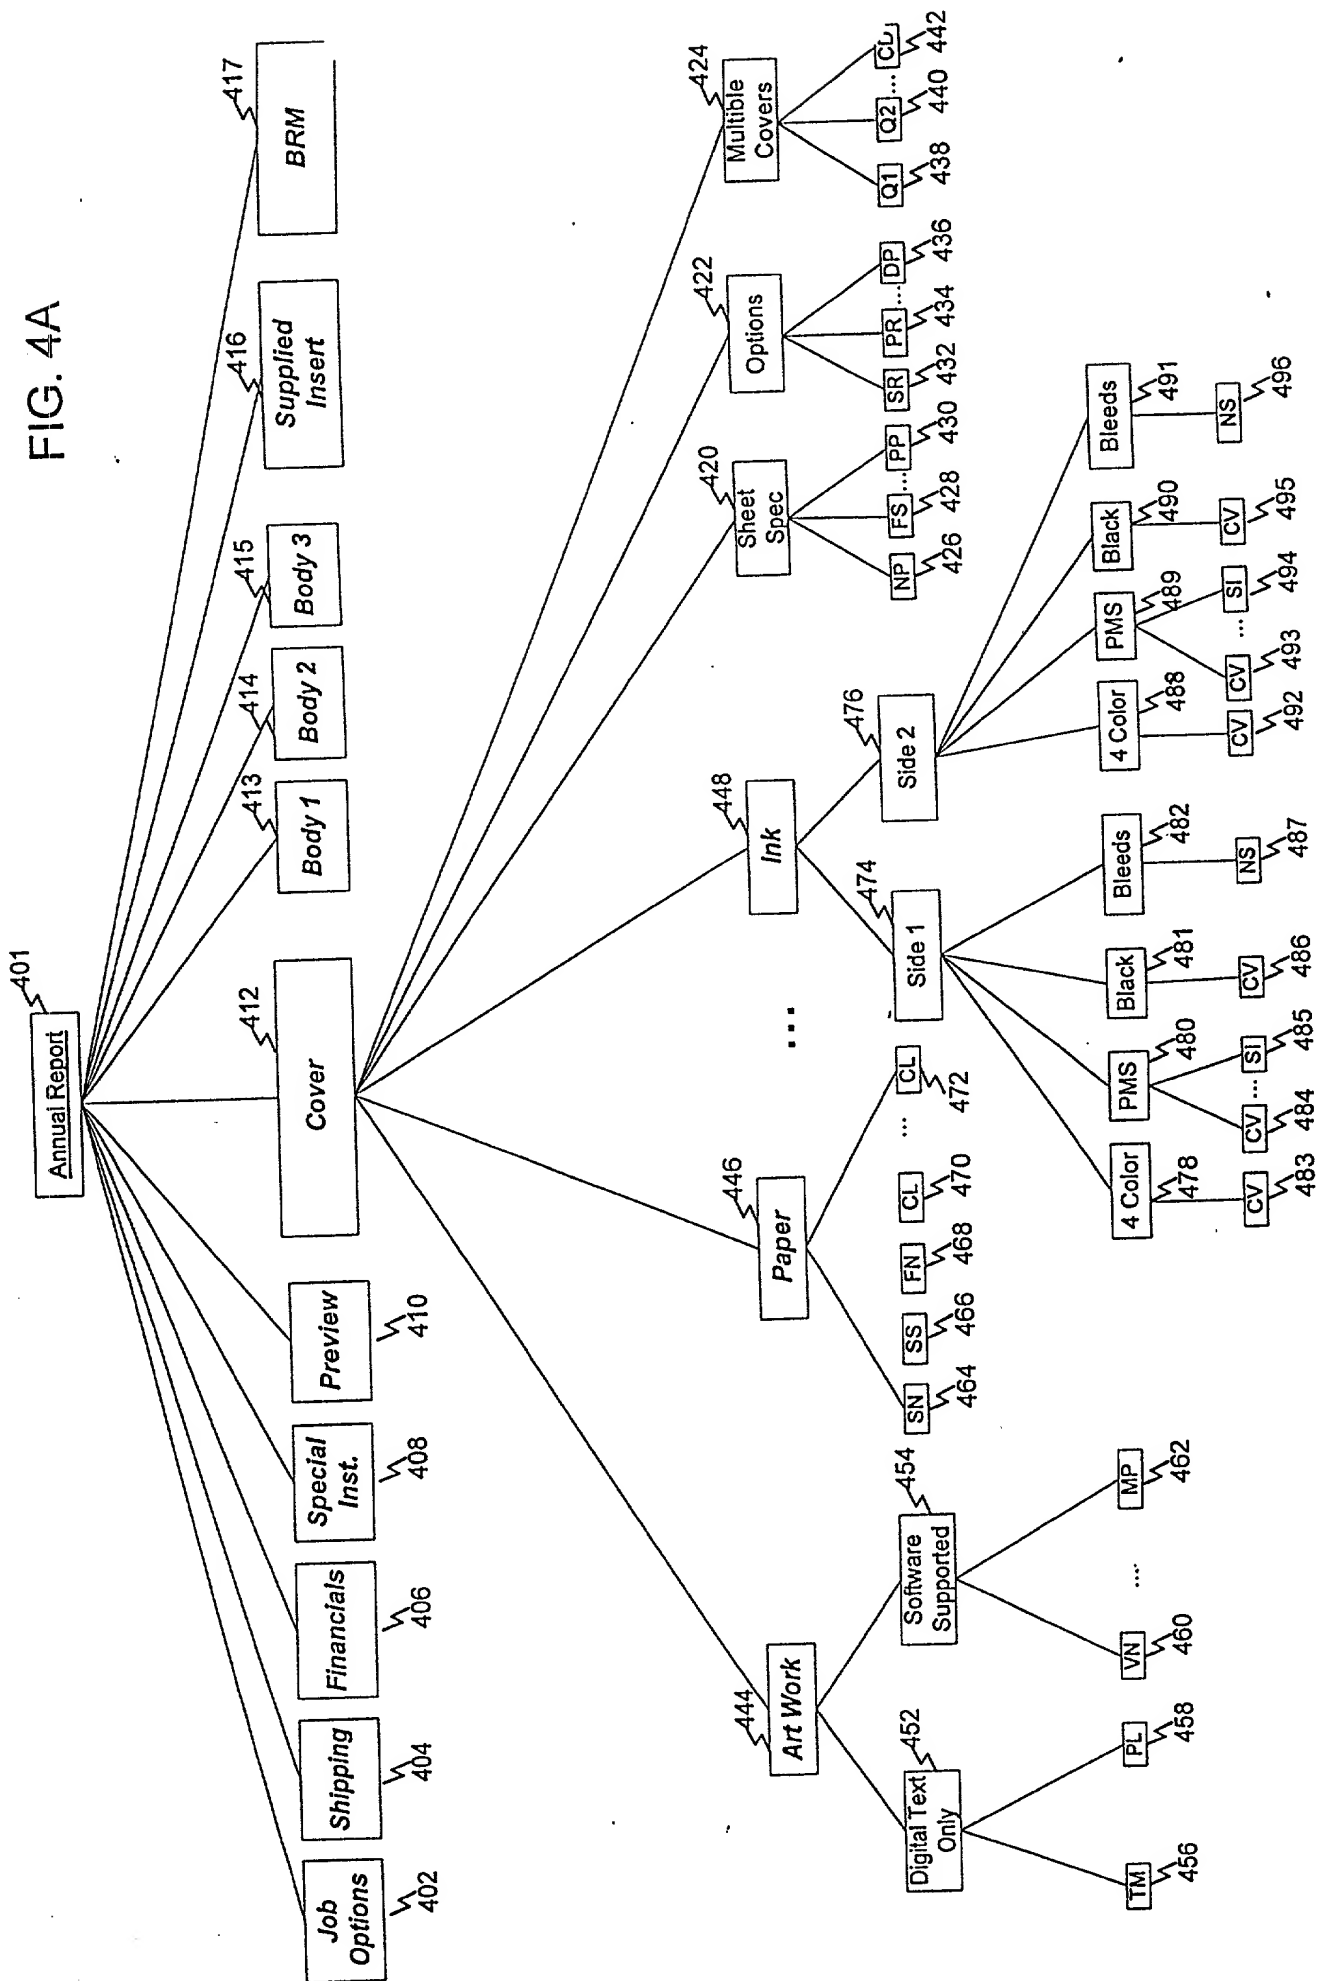 FIG. 4A
401
Annual Report
417
BRM
416
Supplied
Insert
415
Body 3
414
Body 2
413
Body 1
412
Cover
Preview
410
Special
Inst.
408
Financials
406
Shipping
404
Job
Options
402
444
Art Work
446
Paper
...
448
Ink
420
Sheet
Spec
422
Options
424
Multible
Covers
NP
426
FS
428
...
PP
430
SR
432
PR
434
...
DP
436
Q1
438
Q2
440
...
CD
442
452
Digital Text
Only
454
Software
Supported
SN
464
SS
466
FN
468
CL
470
...
CL
472
474
Side 1
476
Side 2
TM
456
PL
458
VN
460
....
MP
462
4 Color
478
PMS
480
Black
481
Bleeds
482
4 Color
488
PMS
489
Black
490
Bleeds
491
CV
483
CV
484
...
SI
485
CV
486
NS
487
CV
492
CV
493
...
SI
494
CV
495
NS
496